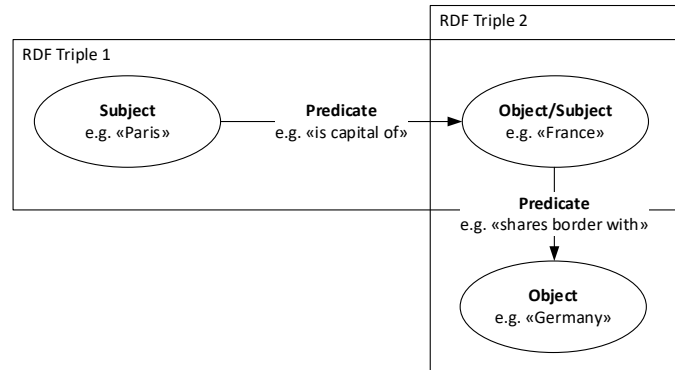 RDF Triple 2
RDF Triple 1
Subject
e.g. «Paris»
Predicate
e.g. «is capital of»
Object/Subject
e.g. «France»
Predicate
e.g. «shares border with»
Object
e.g. «Germany»